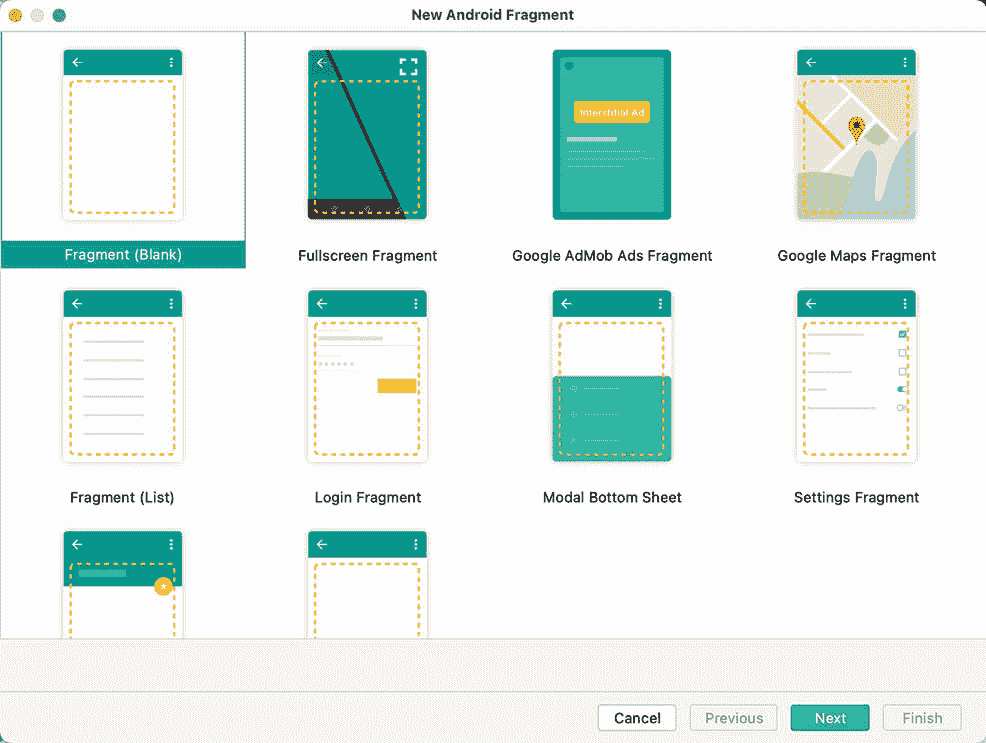 New Android Fragment
Interstitial Ad
Fragment (Blank)
Fullscreen Fragment
Google AdMob Ads Fragment
Google Maps Fragment
Fragment (List)
Login Fragment
Modal Bottom Sheet
Settings Fragment
Cancel
Previous
Next
Finish